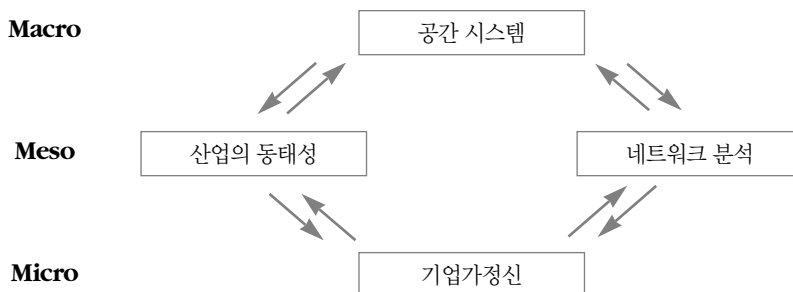 Macro
공간 시스템
Meso
산업의 동태성
네트워크 분석
Micro
기업가정신